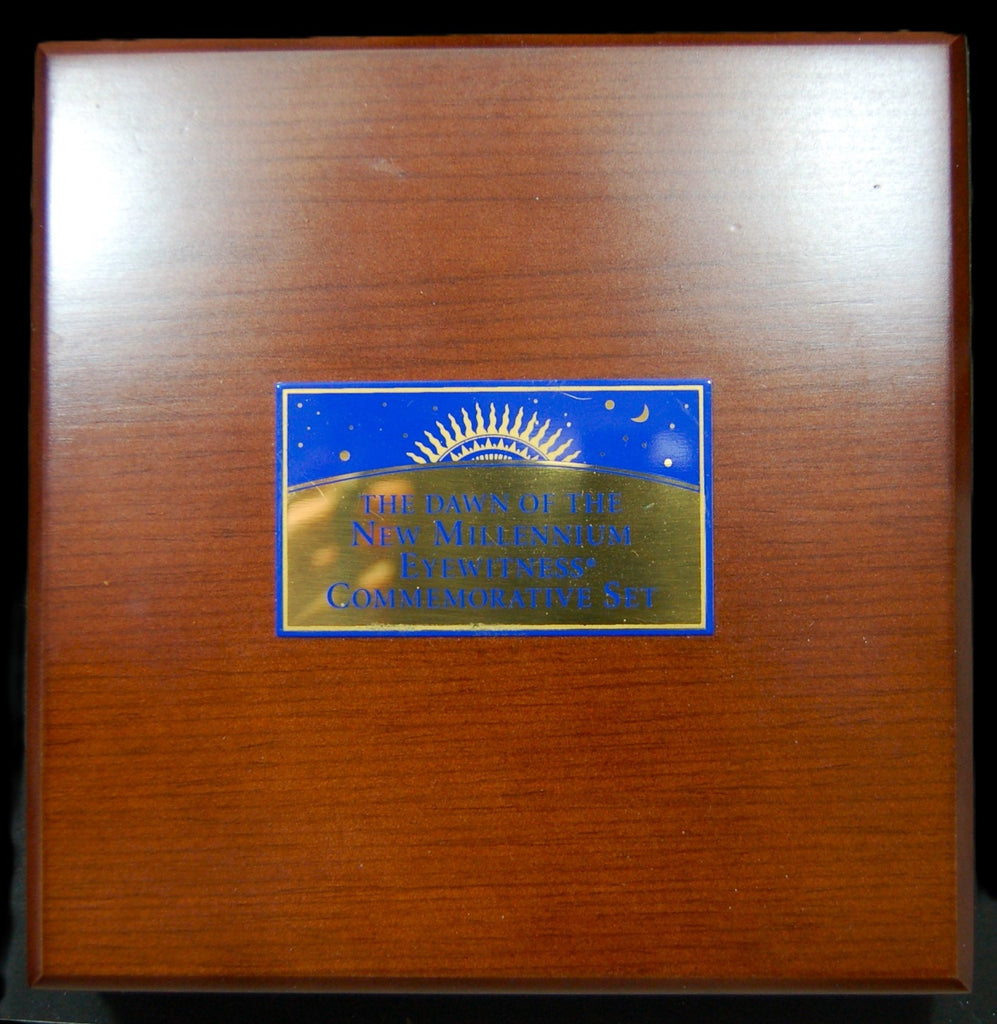 THE DAWN OF THE
NEW MILLENNIUM
EYEWITNESS®
COMMEMORATIVE SET